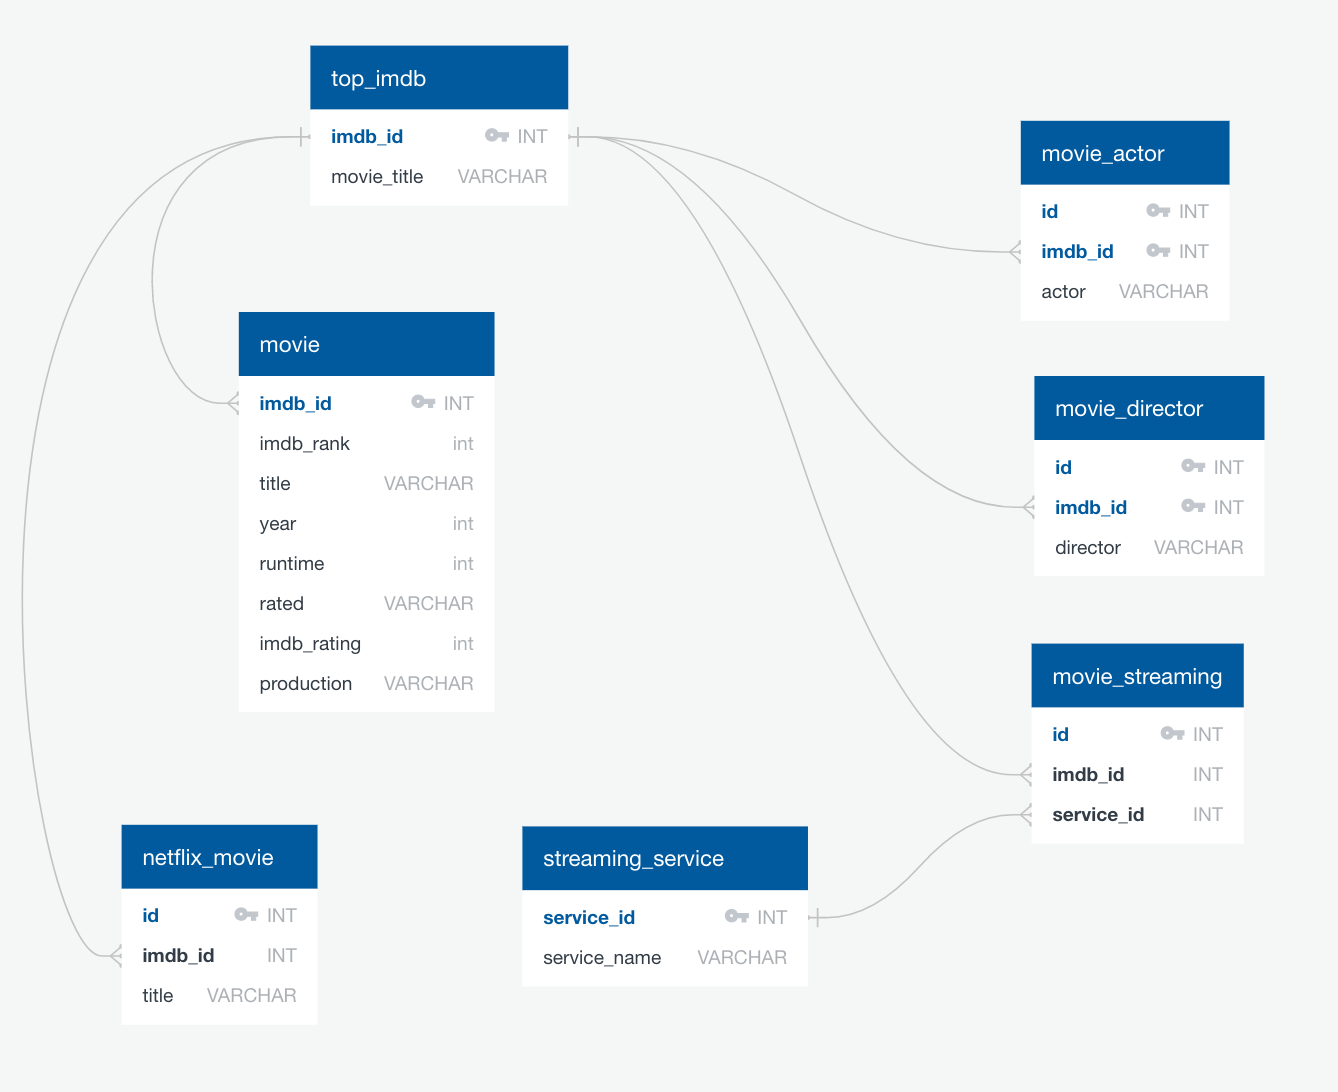 top_imdb
imdb_id INT
movie_title VARCHAR
movie_actor
id INT
imdb_id INT
actor VARCHAR
movie
imdb_id INT
imdb_rank int
title VARCHAR
year int
runtime int
rated VARCHAR
imdb_rating int
production VARCHAR
movie_director
id INT
imdb_id INT
director VARCHAR
movie_streaming
id INT
imdb_id INT
service_id INT
netflix_movie
id INT
imdb_id INT
title VARCHAR
streaming_service
service_id INT
service_name VARCHAR